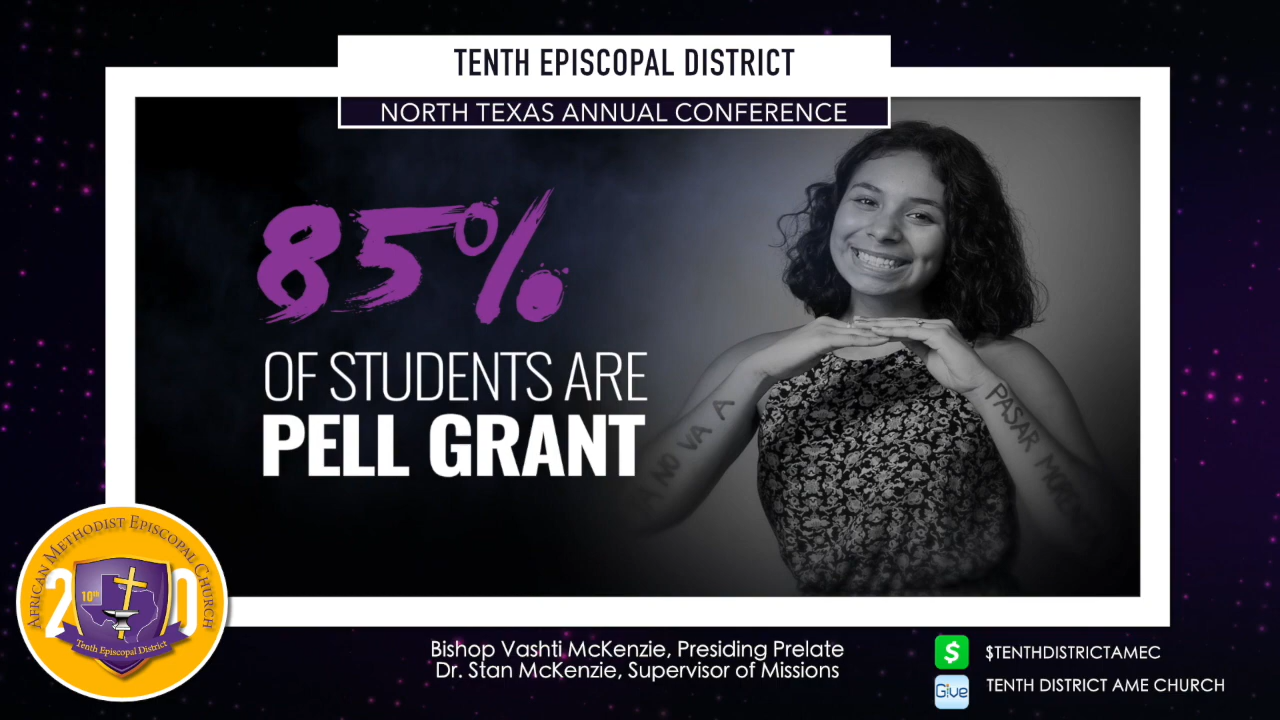 TENTH EPISCOPAL DISTRICT
NORTH TEXAS ANNUAL CONFERENCE
85%
OF STUDENTS ARE
PELL GRANT
NO VA A
PASAR
AFRICAN METHODIST EPISCOPAL CHURCH
2 0
10th
Tenth Episcopal District
Bishop Vashti McKenzie, Presiding Prelate
Dr. Stan McKenzie, Supervisor of Missions
$
$TENTHDISTRICTAMEC
Give
TENTH DISTRICT AME CHURCH